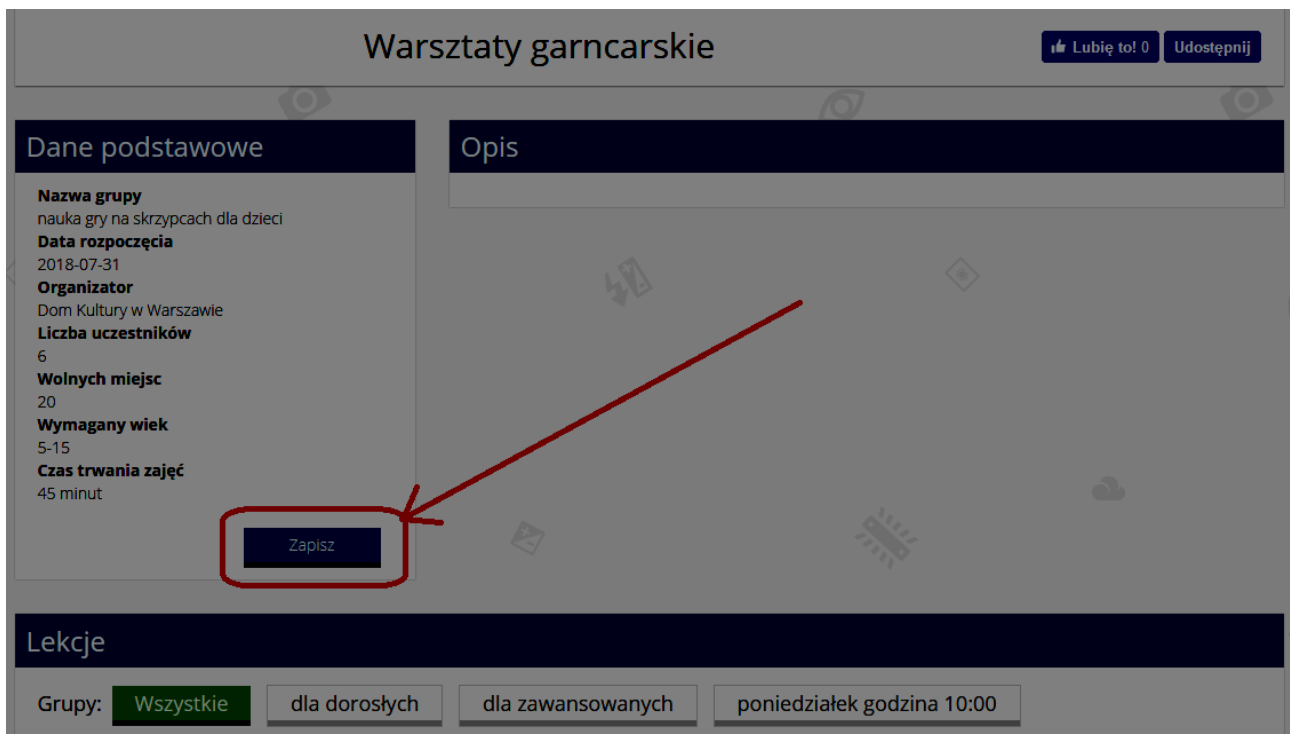 Warsztaty garncarskie
Lubię to! 0
Udostępnij
Dane podstawowe
Nazwa grupy
nauka gry na skrzypcach dla dzieci
Data rozpoczęcia
2018-07-31
Organizator
Dom Kultury w Warszawie
Liczba uczestników
6
Wolnych miejsc
20
Wymagany wiek
5-15
Czas trwania zajęć
45 minut
Zapisz
Opis
Lekcje
Grupy: Wszystkie dla dorosłych dla zawansowanych poniedziałek godzina 10:00